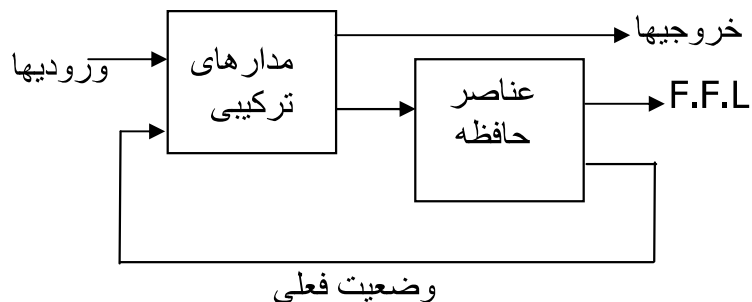 خروجیها
ورودیها
مدارهای
ترکیبی
عناصر
حافظه
F.F.L
وضعیت فعلی